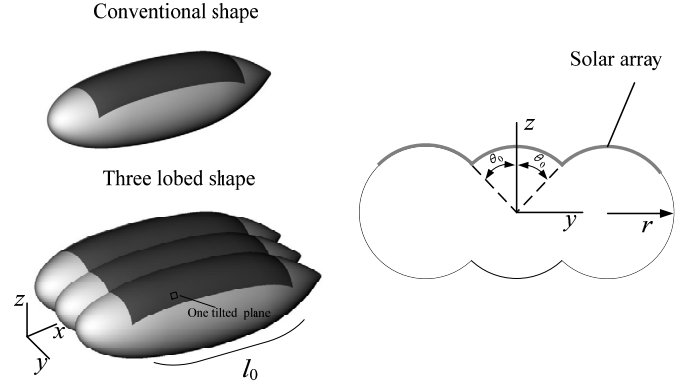 Conventional shape
Three lobed shape
One tilted plane
z
x
y
l0
Solar array
z
θ0
θ0
y
r